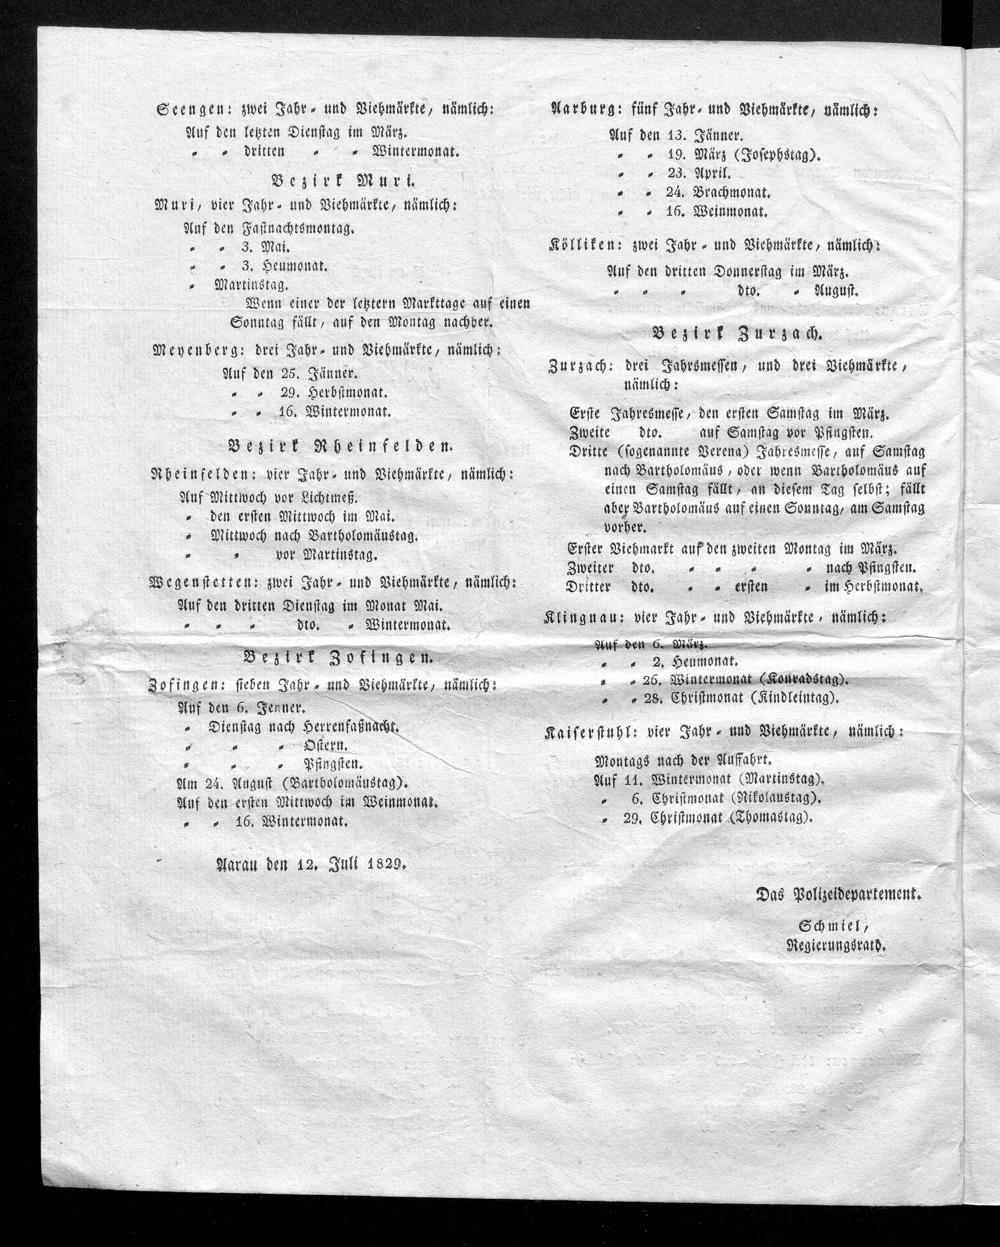 Seengen: zwei Jahr- und Viehmärkte, nämlich:
Auf den letzten Dienstag im März.
" " dritten " " Wintermonat.
Bezirk Muri.
Muri, vier Jahr- und Viehmärkte, nämlich:
Auf den Fastnachtsmontag.
" " 3. Mai.
" " 3. Heumonat.
" Martinstag.
Wenn einer der letztern Markttage auf einen
Sonntag fällt, auf den Montag nachher.
Meyenberg: drei Jahr- und Viehmärkte, nämlich:
Auf den 25. Jänner.
" " 29. Herbstmonat.
" " 16. Wintermonat.
Bezirk Rheinfelden.
Rheinfelden: vier Jahr- und Viehmärkte, nämlich:
Auf Mittwoch vor Lichtmeß.
" den ersten Mittwoch im Mai.
" Mittwoch nach Bartholomäustag.
" " vor Martinstag.
Wegenstetten: zwei Jahr- und Viehmärkte, nämlich:
Auf den dritten Dienstag im Monat Mai.
" " " dto. " Wintermonat.
Bezirk Zofingen.
Zofingen: sieben Jahr- und Viehmärkte, nämlich:
Auf den 6. Jenner.
" Dienstag nach Herrenfaßnacht.
" " " Ostern.
" " " Pfingsten.
Am 24. August (Bartholomäustag).
Auf den ersten Mittwoch im Weinmonat.
" " 16. Wintermonat.
Aarau den 12. Juli 1829.
Aarburg: fünf Jahr- und Viehmärkte, nämlich:
Auf den 13. Jänner.
" " 19. März (Josephstag).
" " 23. April.
" " 24. Brachmonat.
" " 16. Weinmonat.
Kölliken: zwei Jahr- und Viehmärkte, nämlich:
Auf den dritten Donnerstag im März.
" " " dto. " August.
Bezirk Zurzach.
Zurzach: drei Jahrsmessen, und drei Viehmärkte,
nämlich:
Erste Jahresmesse, den ersten Samstag im März.
Zweite dto. auf Samstag vor Pfingsten.
Dritte (sogenannte Verena) Jahresmesse, auf Samstag
nach Bartholomäus, oder wenn Bartholomäus auf
einen Samstag fällt, an diesem Tag selbst; fällt
aber Bartholomäus auf einen Sonntag, am Samstag
vorher.
Erster Viehmarkt auf den zweiten Montag im März.
Zweiter dto. " " " " nach Pfingsten.
Dritter dto. " " ersten " im Herbstmonat.
Klingnau: vier Jahr- und Viehmärkte, nämlich:
Auf den 6. März.
" " 2. Heumonat.
" " 26. Wintermonat (Konradstag).
" " 28. Christmonat (Kindleintag).
Kaiserstuhl: vier Jahr- und Viehmärkte, nämlich:
Montags nach der Auffahrt.
Auf 11. Wintermonat (Martinstag).
" 6. Christmonat (Nikolaustag).
" 29. Christmonat (Thomastag).
Das Polizeidepartement.
Schmiel,
Regierungsrath.